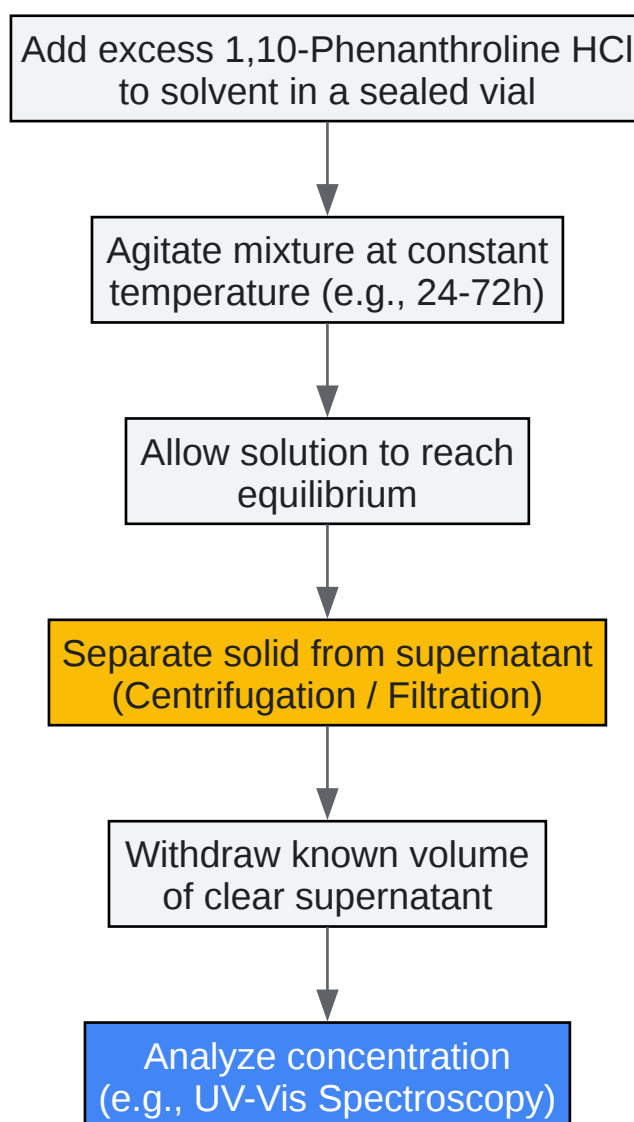 Add excess 1,10-Phenanthroline HCl
to solvent in a sealed vial
Agitate mixture at constant
temperature (e.g., 24-72h)
Allow solution to reach
equilibrium
Separate solid from supernatant
(Centrifugation / Filtration)
Withdraw known volume
of clear supernatant
Analyze concentration
(e.g., UV-Vis Spectroscopy)